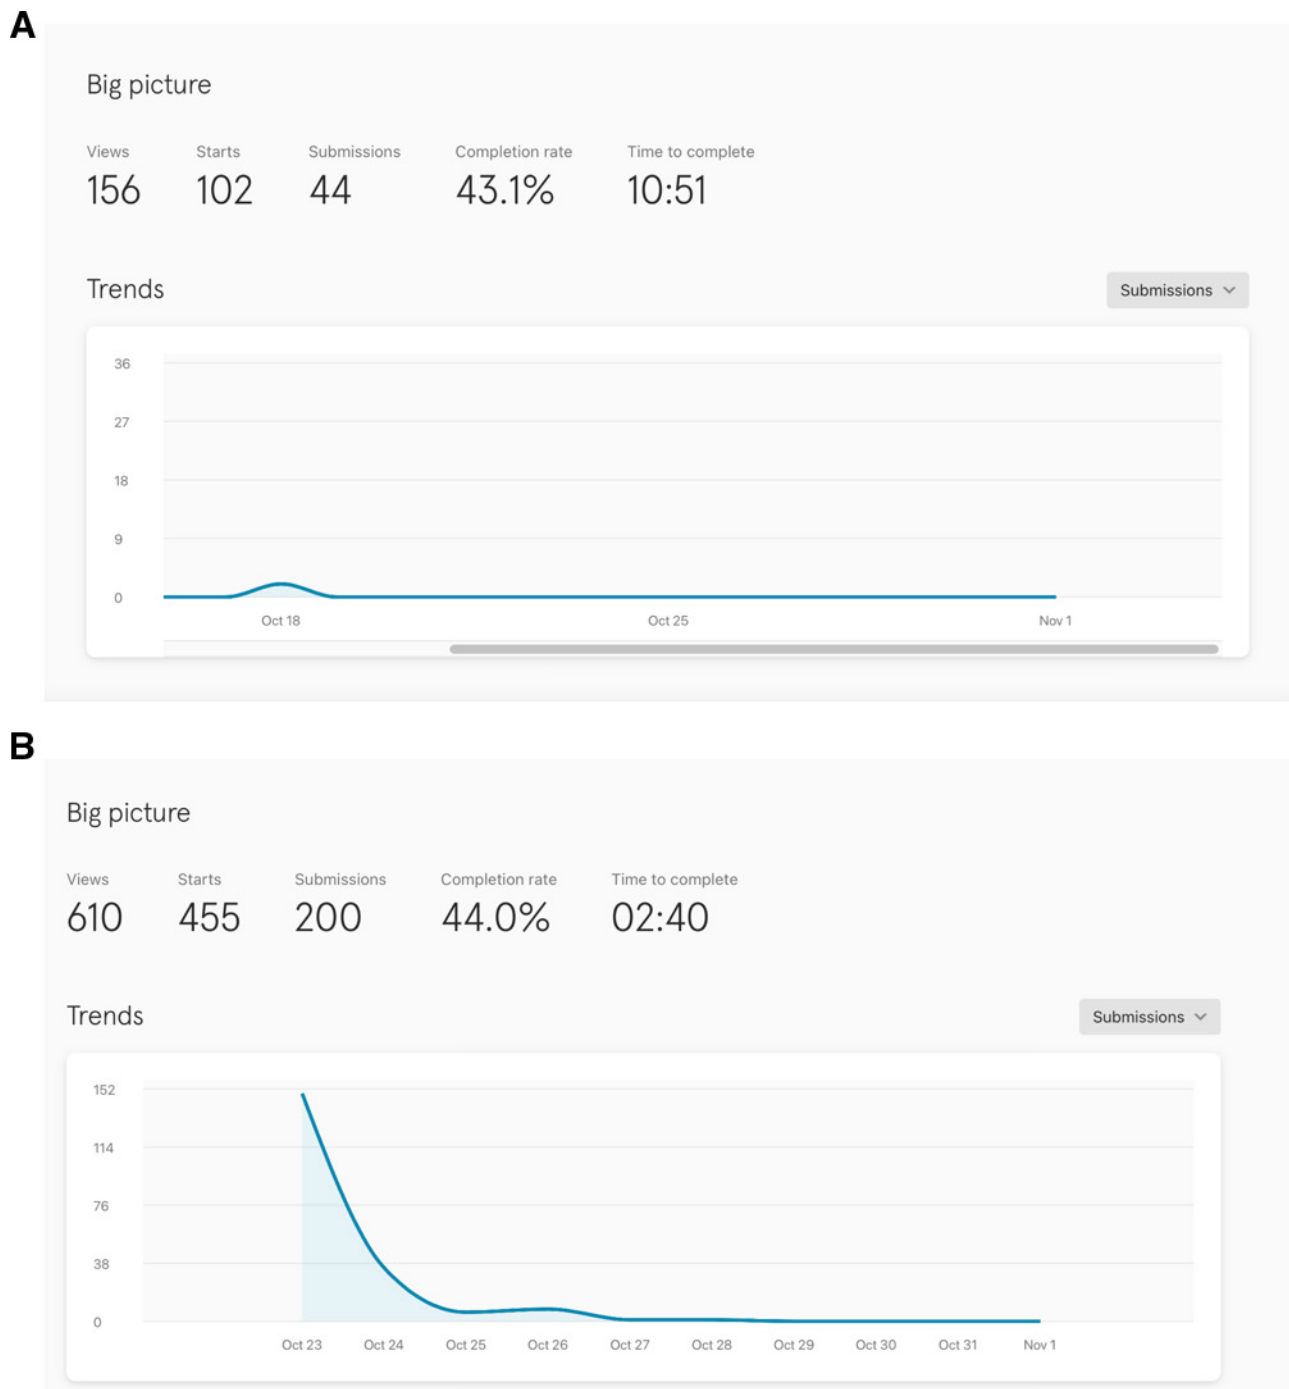 A
Big picture
Views Starts Submissions Completion rate Time to complete
156 102 44 43.1% 10:51
Trends
Submissions
36
27
18
9
0
Oct 18 Oct 25 Nov 1
B
Big picture
Views Starts Submissions Completion rate Time to complete
610 455 200 44.0% 02:40
Trends
Submissions
152
114
76
38
0
Oct 23 Oct 24 Oct 25 Oct 26 Oct 27 Oct 28 Oct 29 Oct 30 Oct 31 Nov 1